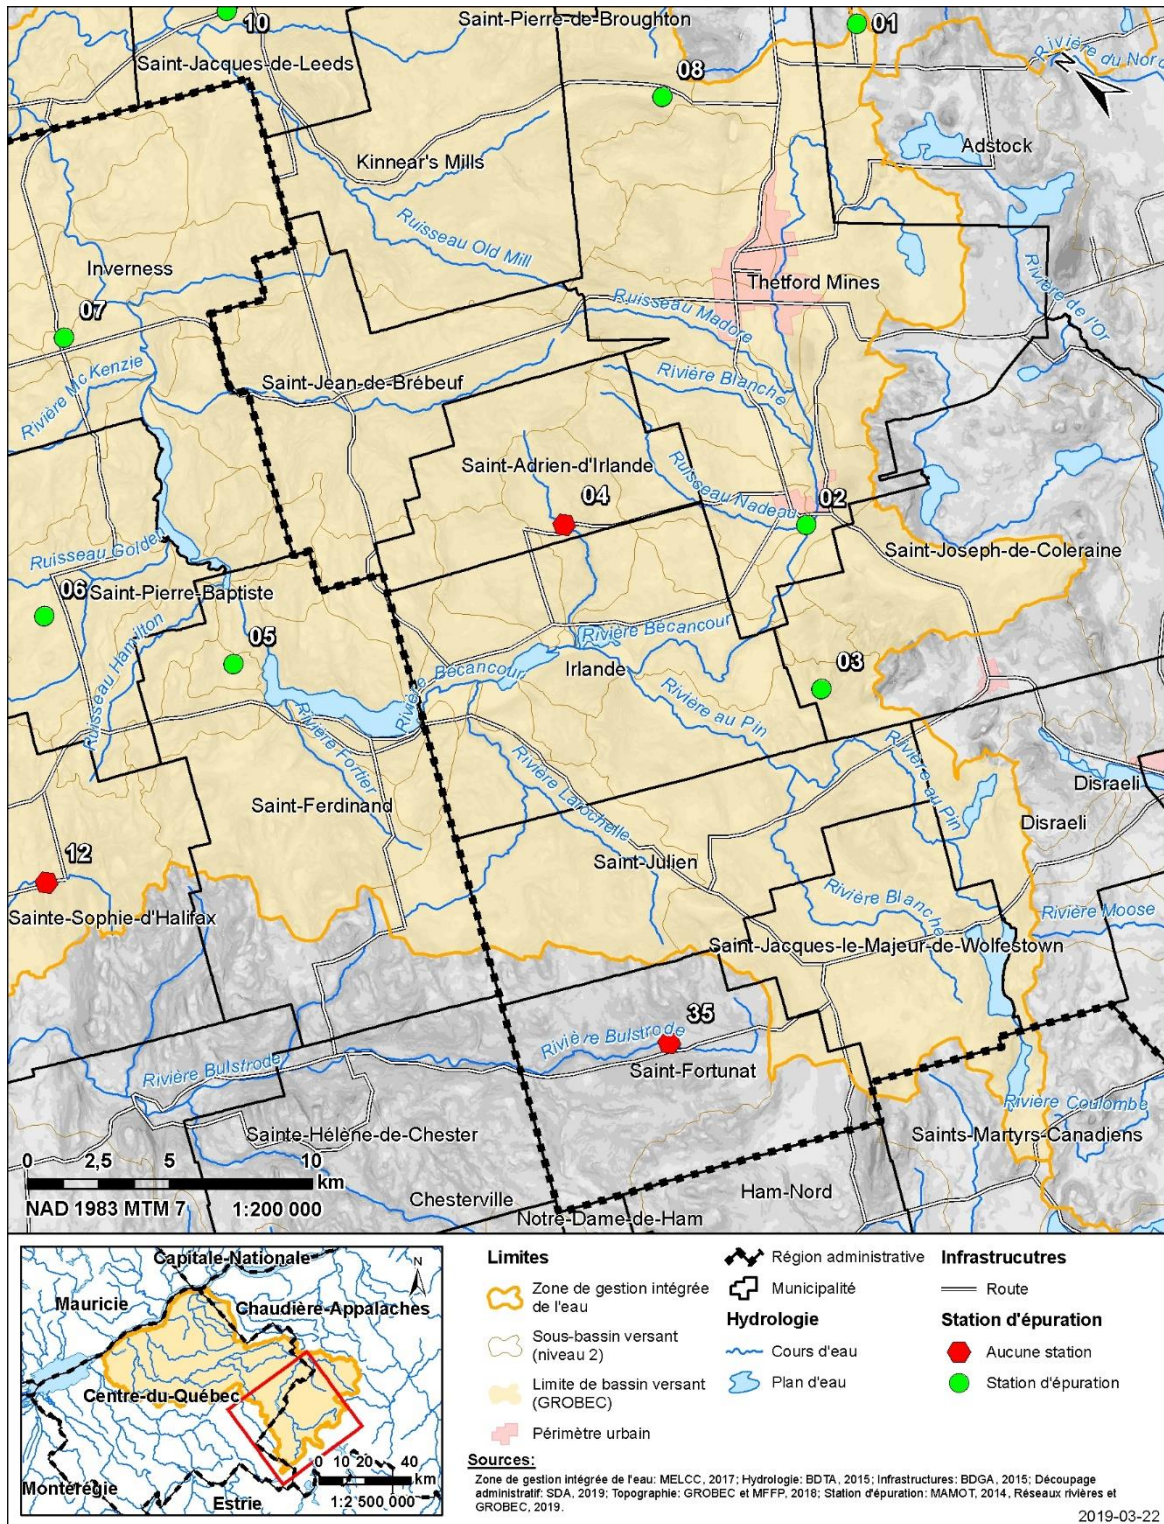 10
Saint-Pierre-de-Broughton
01
Rivière du Nord
Saint-Jacques-de-Leeds
08
N
Adstock
Kinnear's Mills
Ruisseau Old Mill
Inverness
Thetford Mines
Rivière de l'Or
07
Ruisseau Madore
Rivière McKenzie
Saint-Jean-de-Brébeuf
Rivière Blanche
Saint-Adrien-d'Irlande
04
Ruisseau Nadeau
02
Ruisseau Golden
Saint-Joseph-de-Coleraine
06
Saint-Pierre-Baptiste
05
Ruisseau Hamilton
Rivière Bécancour
Irlande
03
Rivière Bécancour
Rivière au Pin
Rivière Fortier
Rivière au Pin
Rivière Larochelle
Disraeli
Saint-Ferdinand
Disraeli
12
Saint-Julien
Rivière Blanche
Sainte-Sophie-d'Halifax
Rivière Moose
Saint-Jacques-le-Majeur-de-Wolfestown
35
Rivière Bulstrode
Rivière Bulstrode
Saint-Fortunat
Rivière Coulombe
Sainte-Hélène-de-Chester
Saints-Martyrs-Canadiens
0 2,5 5 10
km
NAD 1983 MTM 7 1:200 000
Chesterville
Ham-Nord
Notre-Dame-de-Ham
Capitale-Nationale
N
Mauricie
Chaudière-Appalaches
Centre-du-Québec
0 10 20 40
km
Montérégie
1:2 500 000
Estrie
Limites
Zone de gestion intégrée
de l'eau
Sous-bassin versant
(niveau 2)
Limite de bassin versant
(GROBEC)
Périmètre urbain
Région administrative
Municipalité
Hydrologie
Cours d'eau
Plan d'eau
Infrastrucutres
Route
Station d'épuration
Aucune station
Station d'épuration
Sources:
Zone de gestion intégrée de l'eau: MELCC, 2017; Hydrologie: BDTA, 2015; Infrastructures: BDGA, 2015; Découpage
administratif: SDA, 2019; Topographie: GROBEC et MFFP, 2018; Station d'épuration: MAMOT, 2014, Réseaux rivières et
GROBEC, 2019.
2019-03-22